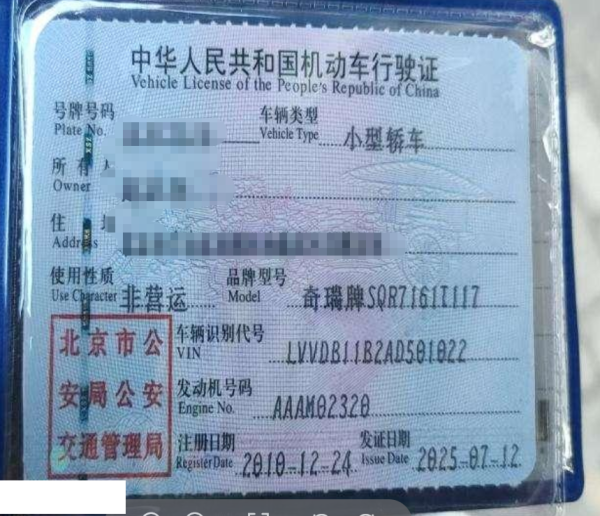 中华人民共和国机动车行驶证
Vehicle License of the People's Republic of China
号牌号码 车辆类型 小型轿车
Plate No. Vehicle Type
所有人
Owner
住
Address
使用性质 非营运 品牌型号 奇瑞牌SQR7161T117
Use Character Model
北京市公
安局公安
交通管理局
车辆识别代号 LVVDB11B2AD501022
VIN
发动机号码 AAAM02320
Engine No.
注册日期 2010-12-24 发证日期 2025-07-12
Register Date Issue Date